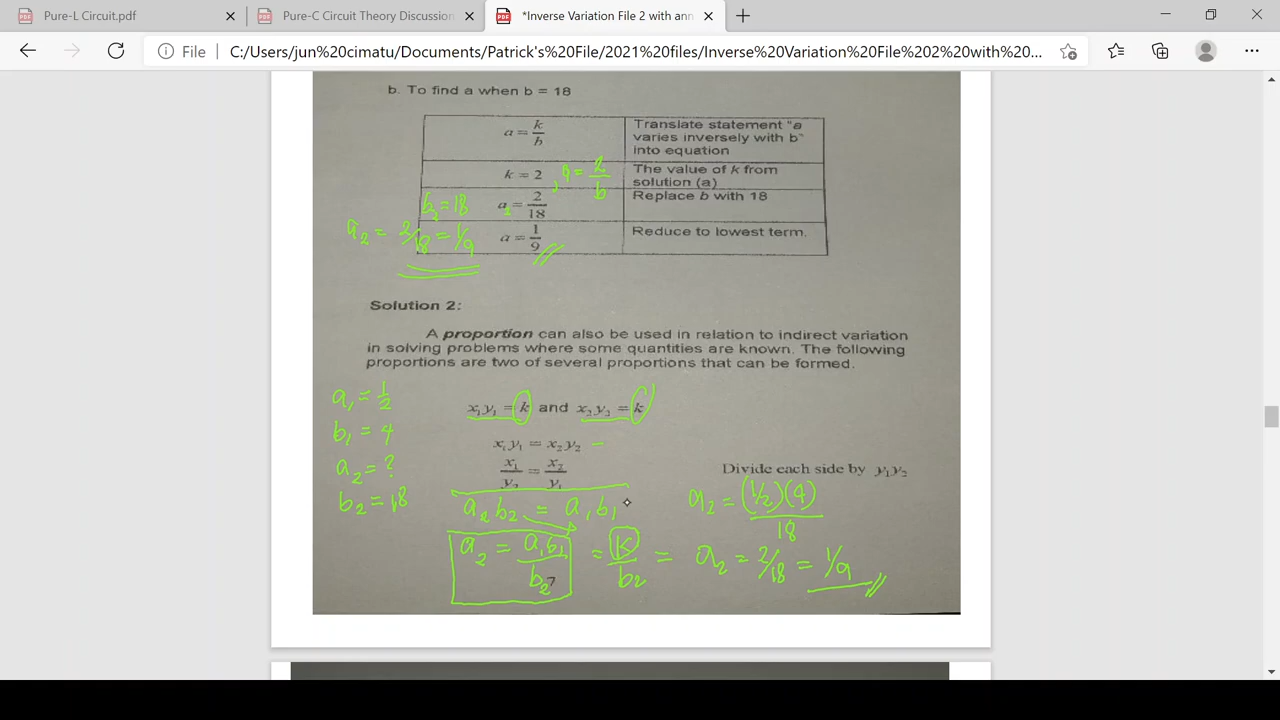 Pure-L Circuit.pdf
Pure-C Circuit Theory Discussion
*Inverse Variation File 2 with ann
File
C:/Users/jun%20cimatu/Documents/Patrick's%20File/2021%20files/Inverse%20Variation%20File%202%20with%20...
b. To find a when b = 18
a = k/b
Translate statement "a
varies inversely with b"
into equation
k = 2 , a = 2/b
The value of k from
solution (a)
b₂ = 18
a₂ = 2/18
Replace b with 18
a₂ = 2/18 = 1/9
a = 1/9
Reduce to lowest term.
Solution 2:
A proportion can also be used in relation to indirect variation
in solving problems where some quantities are known. The following
proportions are two of several proportions that can be formed.
a₁ = 1/2
x₁y₁ = k and x₂y₂ = k
b₁ = 4
x₁y₁ = x₂y₂
a₂ = ?
x₁/y₂ = x₂/y₁
Divide each side by y₁y₂
b₂ = 18
a₂b₂ = a₁b₁
a₂ = (1/2)(4)/18
a₂ = a₁b₁/b₂ = k/b₂ = a₂ = 2/18 = 1/9
7